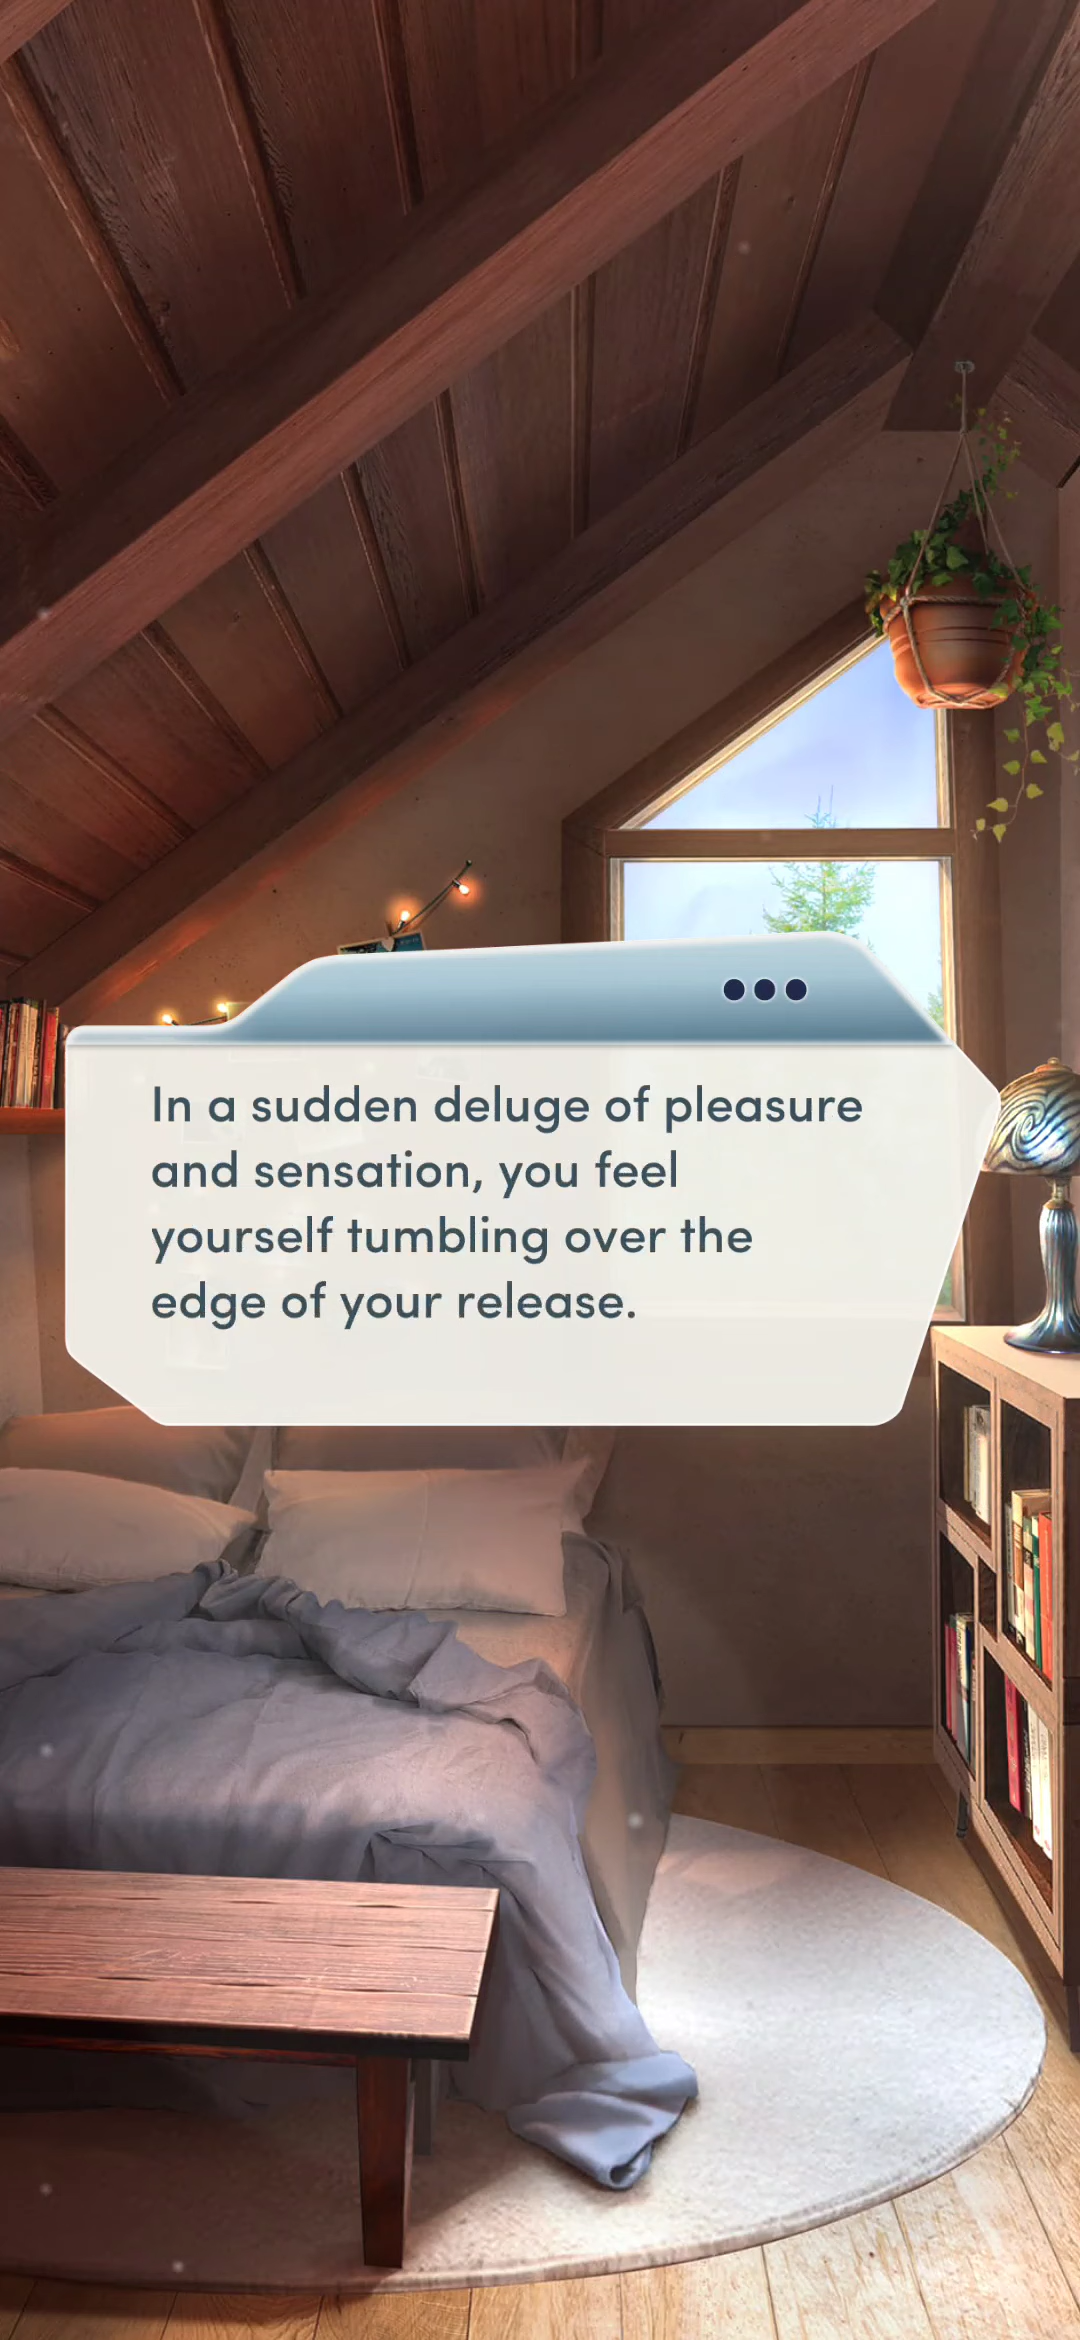 In a sudden deluge of pleasure
and sensation, you feel
yourself tumbling over the
edge of your release.